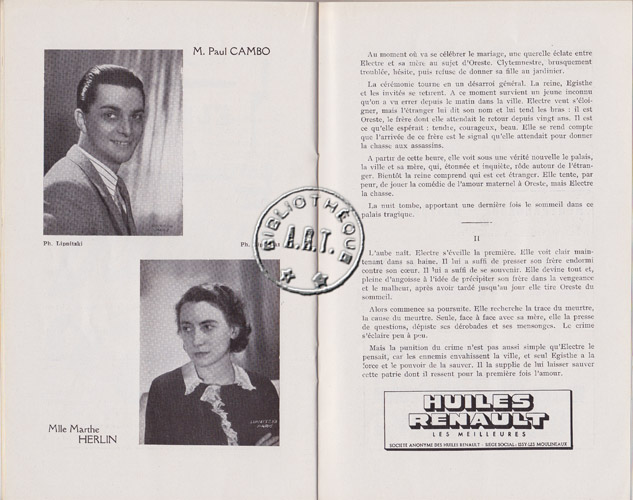 M. Paul CAMBO
Ph. Lipnitzki
Ph.
Mlle Marthe
HERLIN
BIBLIOTHÈQUE
A.R.T.
Au moment où va se célébrer le mariage, une querelle éclate entre
Electre et sa mère au sujet d'Oreste. Clytemnestre, brusquement
troublée, hésite, puis refuse de donner sa fille au jardinier.
La cérémonie tourne en un désarroi général. La reine, Egisthe
et les invités se retirent. A ce moment survient un jeune inconnu
qu'on a vu errer depuis le matin dans la ville. Electre veut s'éloi-
gner, mais l'étranger lui dit son nom et lui tend les bras : il est
Oreste, le frère dont elle attendait le retour depuis vingt ans. Il est
ce qu'elle espérait : tendre, courageux, beau. Elle se rend compte
que l'arrivée de ce frère est le signal qu'elle attendait pour donner
la chasse aux assassins.
A partir de cette heure, elle voit sous une vérité nouvelle le palais,
la ville et sa mère, qui, étonnée et inquiète, rôde autour de l'étran-
ger. Bientôt la reine comprend qui est cet étranger. Elle tente, par
peur, de jouer la comédie de l'amour maternel à Oreste, mais Electre
la chasse.
La nuit tombe, apportant une dernière fois le sommeil dans ce
palais tragique.
II
L'aube naît. Electre s'éveille la première. Elle voit clair main-
tenant dans sa haine. Il lui a suffi de presser son frère endormi
contre son cœur. Il lui a suffi de se souvenir. Elle devine tout et,
pleine d'angoisse à l'idée de précipiter son frère dans la vengeance
et le malheur, après avoir tardé jusqu'au jour elle tire Oreste du
sommeil.
Alors commence sa poursuite. Elle recherche la trace du meurtre,
la cause du meurtre. Seule, face à face avec sa mère, elle la presse
de questions, dépiste ses dérobades et ses mensonges. Le crime
s'éclaire peu à peu.
Mais la punition du crime n'est pas aussi simple qu'Electre le
pensait, car les ennemis envahissent la ville, et seul Egisthe a la
force et le pouvoir de la sauver. Il la supplie de lui laisser sauver
cette patrie dont il ressent pour la première fois l'amour.
HUILES
RENAULT
LES MEILLEURES
SOCIÉTÉ ANONYME DES HUILES RENAULT - SIÈGE SOCIAL : ISSY-LES-MOULINEAUX